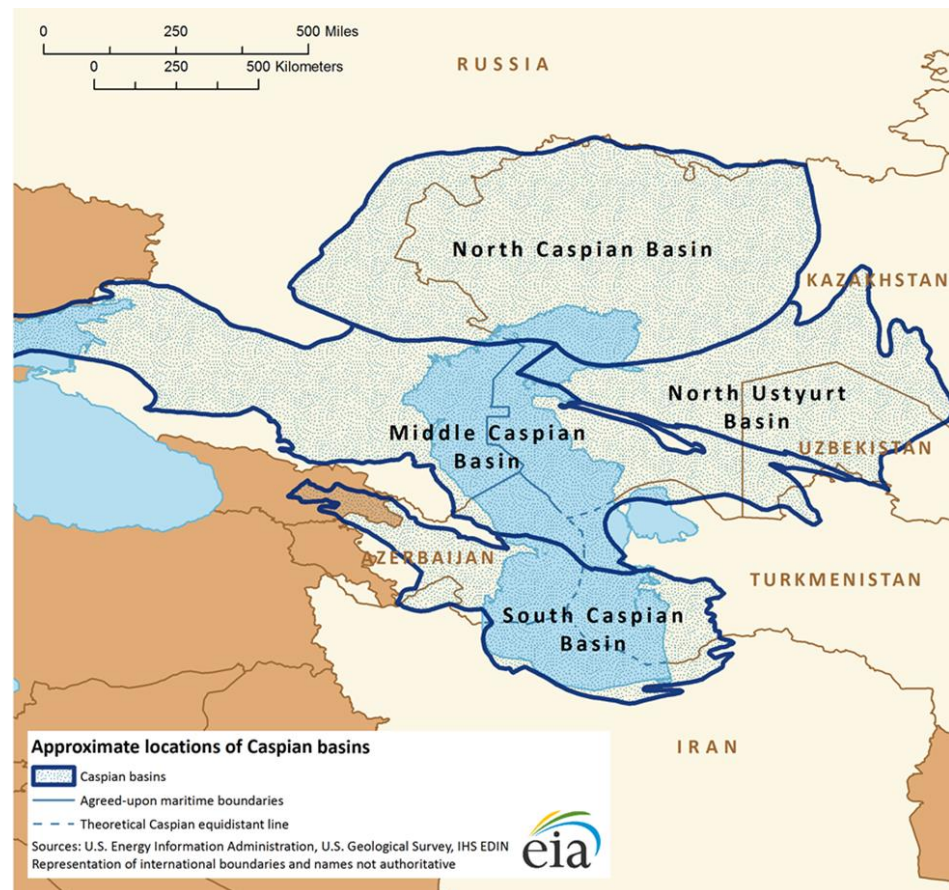 0 250 500 Miles
0 250 500 Kilometers
RUSSIA
North Caspian Basin
KAZAKHSTAN
North Ustyurt
Basin
Middle Caspian
Basin
UZBEKISTAN
AZERBAIJAN
TURKMENISTAN
South Caspian
Basin
IRAN
Approximate locations of Caspian basins
Caspian basins
Agreed-upon maritime boundaries
Theoretical Caspian equidistant line
Sources: U.S. Energy Information Administration, U.S. Geological Survey, IHS EDIN
Representation of international boundaries and names not authoritative
eia